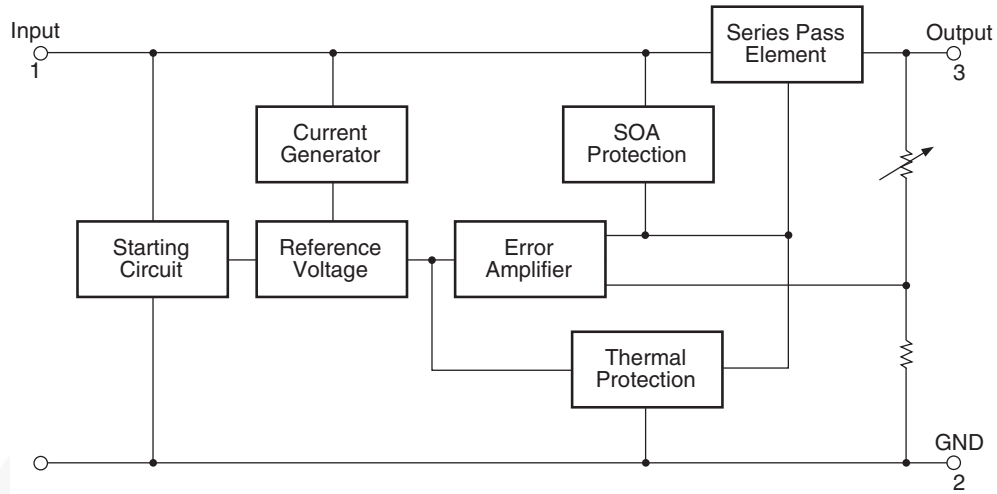 Input
1
Series Pass
Element
Output
3
Current
Generator
SOA
Protection
Starting
Circuit
Reference
Voltage
Error
Amplifier
Thermal
Protection
GND
2